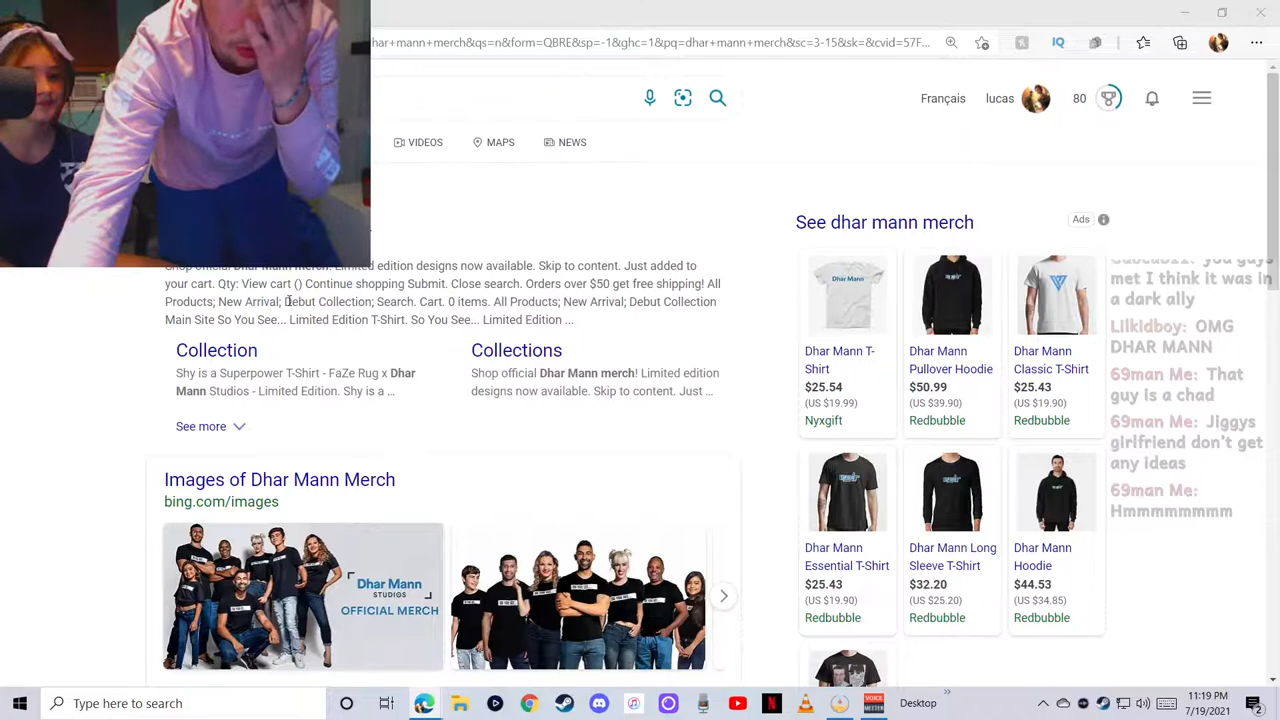 har+mann+merch&qs=n&form=QBRE&sp=-1&ghc=1&pq=dhar+mann+merch&sc=3-15&sk=&cvid=57F...
Français
lucas
80
VIDEOS
MAPS
NEWS
Shop official Dhar Mann merch! Limited edition designs now available. Skip to content. Just added to
your cart. Qty: View cart () Continue shopping Submit. Close search. Orders over $50 get free shipping! All
Products; New Arrival; Debut Collection; Search. Cart. 0 items. All Products; New Arrival; Debut Collection
Main Site So You See... Limited Edition T-Shirt. So You See... Limited Edition ...
Collection
Shy is a Superpower T-Shirt - FaZe Rug x Dhar
Mann Studios - Limited Edition. Shy is a ...
Collections
Shop official Dhar Mann merch! Limited edition
designs now available. Skip to content. Just ...
See more
Images of Dhar Mann Merch
bing.com/images
Dhar Mann
STUDIOS
OFFICIAL MERCH
See dhar mann merch
Ads
Dhar Mann
Dhar Mann T-
Shirt
$25.54
(US $19.99)
Nyxgift
Dhar Mann
Pullover Hoodie
$50.99
(US $39.90)
Redbubble
Dhar Mann
Classic T-Shirt
$25.43
(US $19.90)
Redbubble
Dhar Mann
Essential T-Shirt
$25.43
(US $19.90)
Redbubble
Dhar Mann Long
Sleeve T-Shirt
$32.20
(US $25.20)
Redbubble
Dhar Mann
Hoodie
$44.53
(US $34.85)
Redbubble
you guys
met I think it was in
a dark ally
Lilkidboy: OMG
DHAR MANN
69man Me: That
guy is a chad
69man Me: Jiggys
girlfriend don't get
any ideas
69man Me:
Hmmmmmmm
Type here to search
VOICE
MEETER
Desktop
11:19 PM
7/19/2021
2